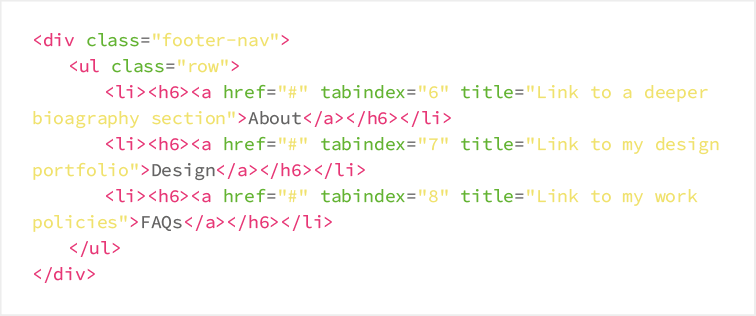 <div class="footer-nav">
<ul class="row">
<li><h6><a href="#" tabindex="6" title="Link to a deeper
bioagraphy section">About</a></h6></li>
<li><h6><a href="#" tabindex="7" title="Link to my design
portfolio">Design</a></h6></li>
<li><h6><a href="#" tabindex="8" title="Link to my work
policies">FAQs</a></h6></li>
</ul>
</div>